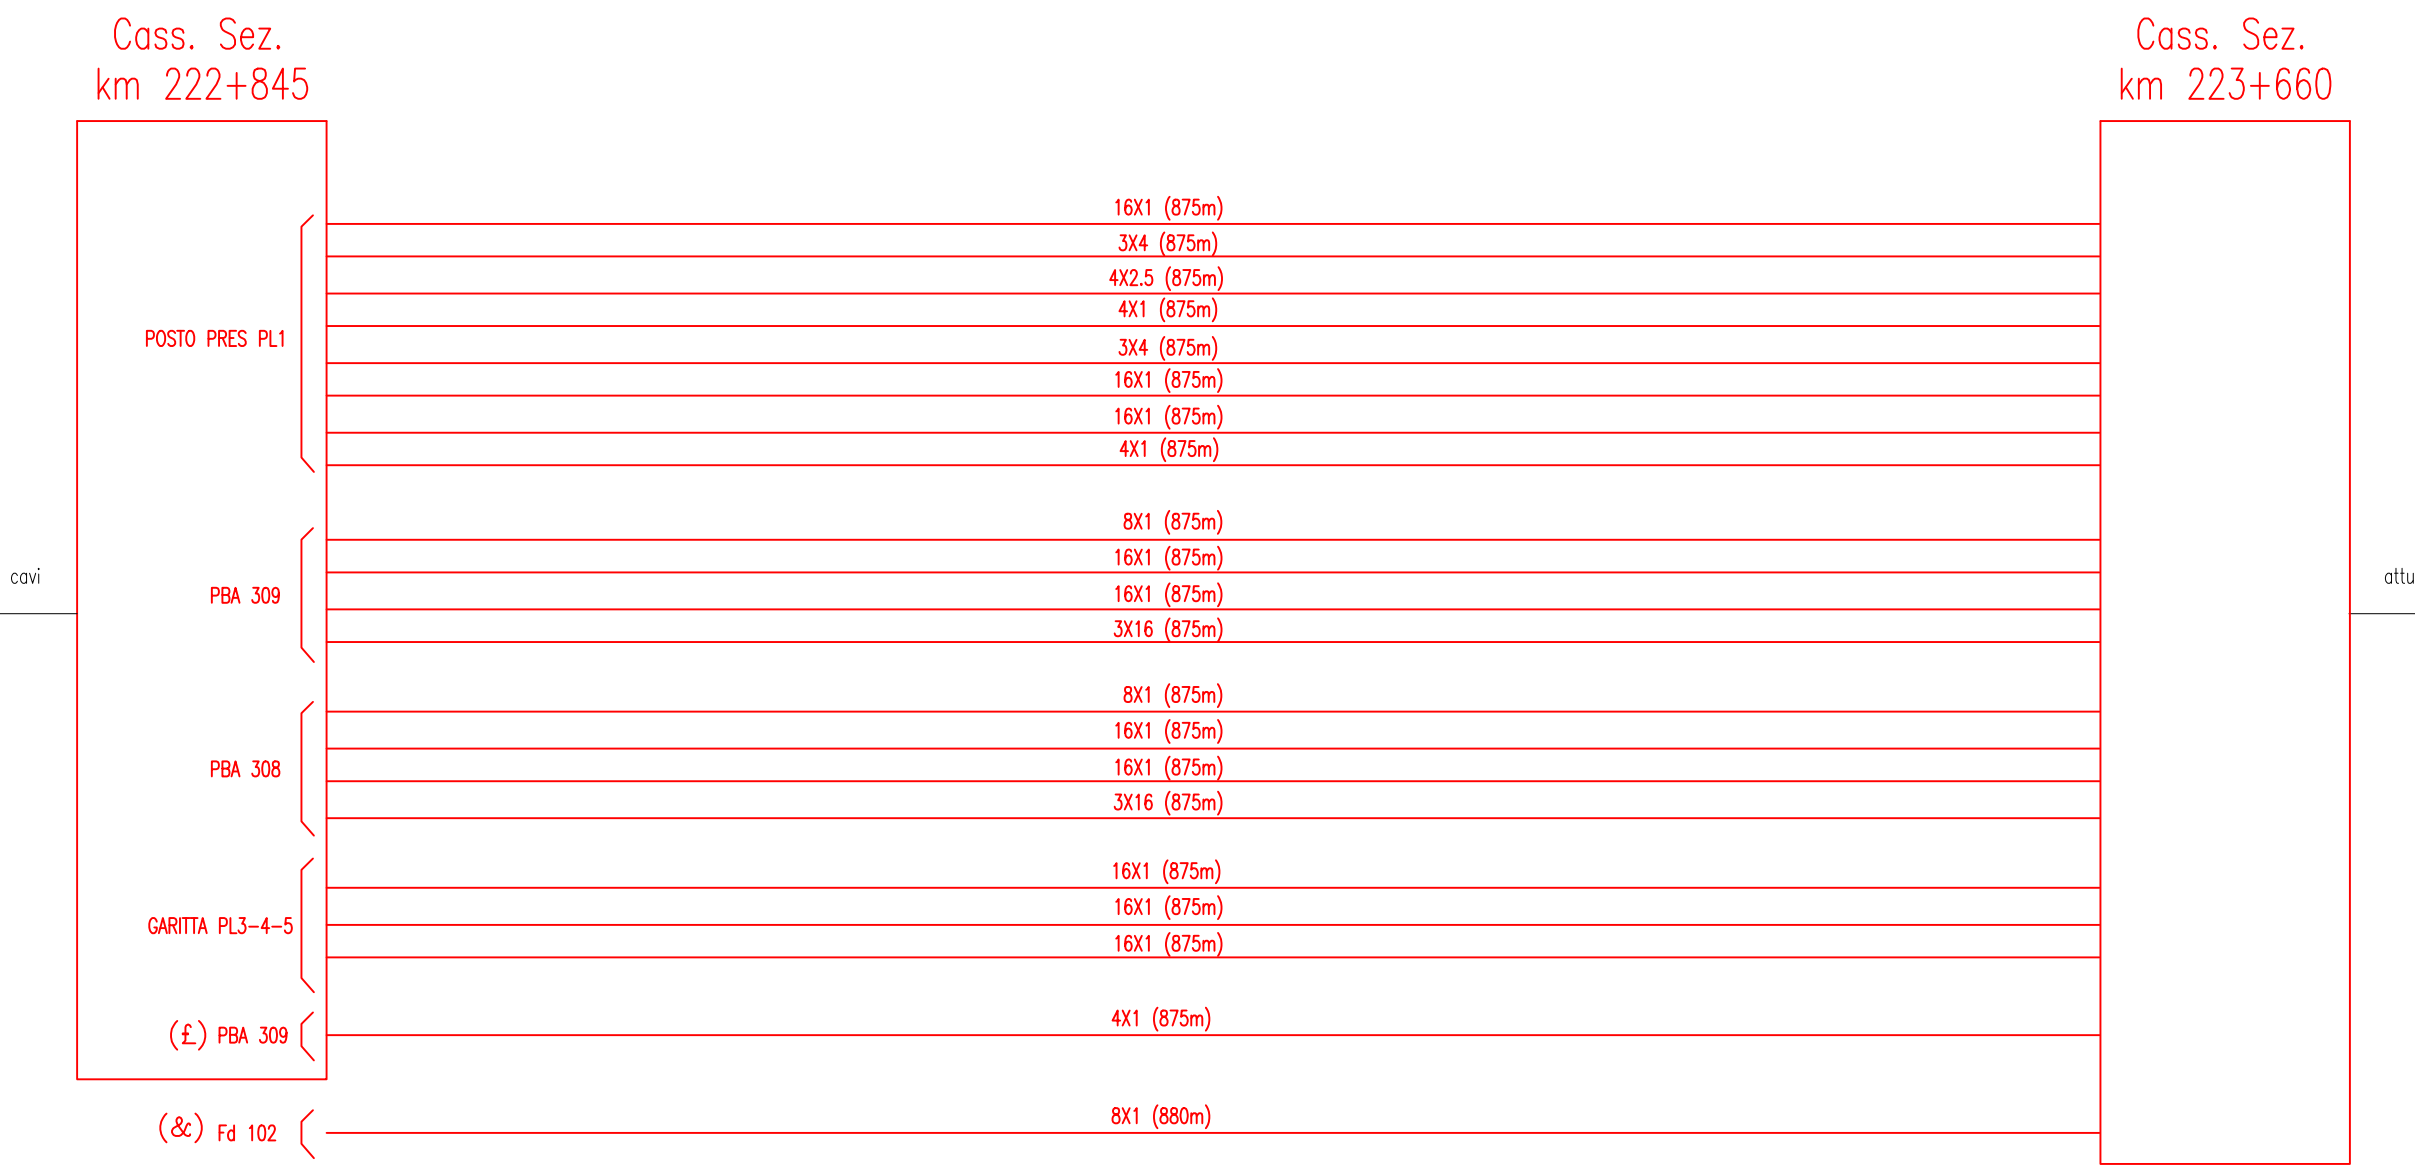 Cass. Sez.
km 222+845
Cass. Sez.
km 223+660
POSTO PRES PL1
16X1 (875m)
3X4 (875m)
4X2.5 (875m)
4X1 (875m)
3X4 (875m)
16X1 (875m)
16X1 (875m)
4X1 (875m)
cavi
attu
PBA 309
8X1 (875m)
16X1 (875m)
16X1 (875m)
3X16 (875m)
PBA 308
8X1 (875m)
16X1 (875m)
16X1 (875m)
3X16 (875m)
GARITTA PL3-4-5
16X1 (875m)
16X1 (875m)
16X1 (875m)
(£) PBA 309
4X1 (875m)
(&) Fd 102
8X1 (880m)